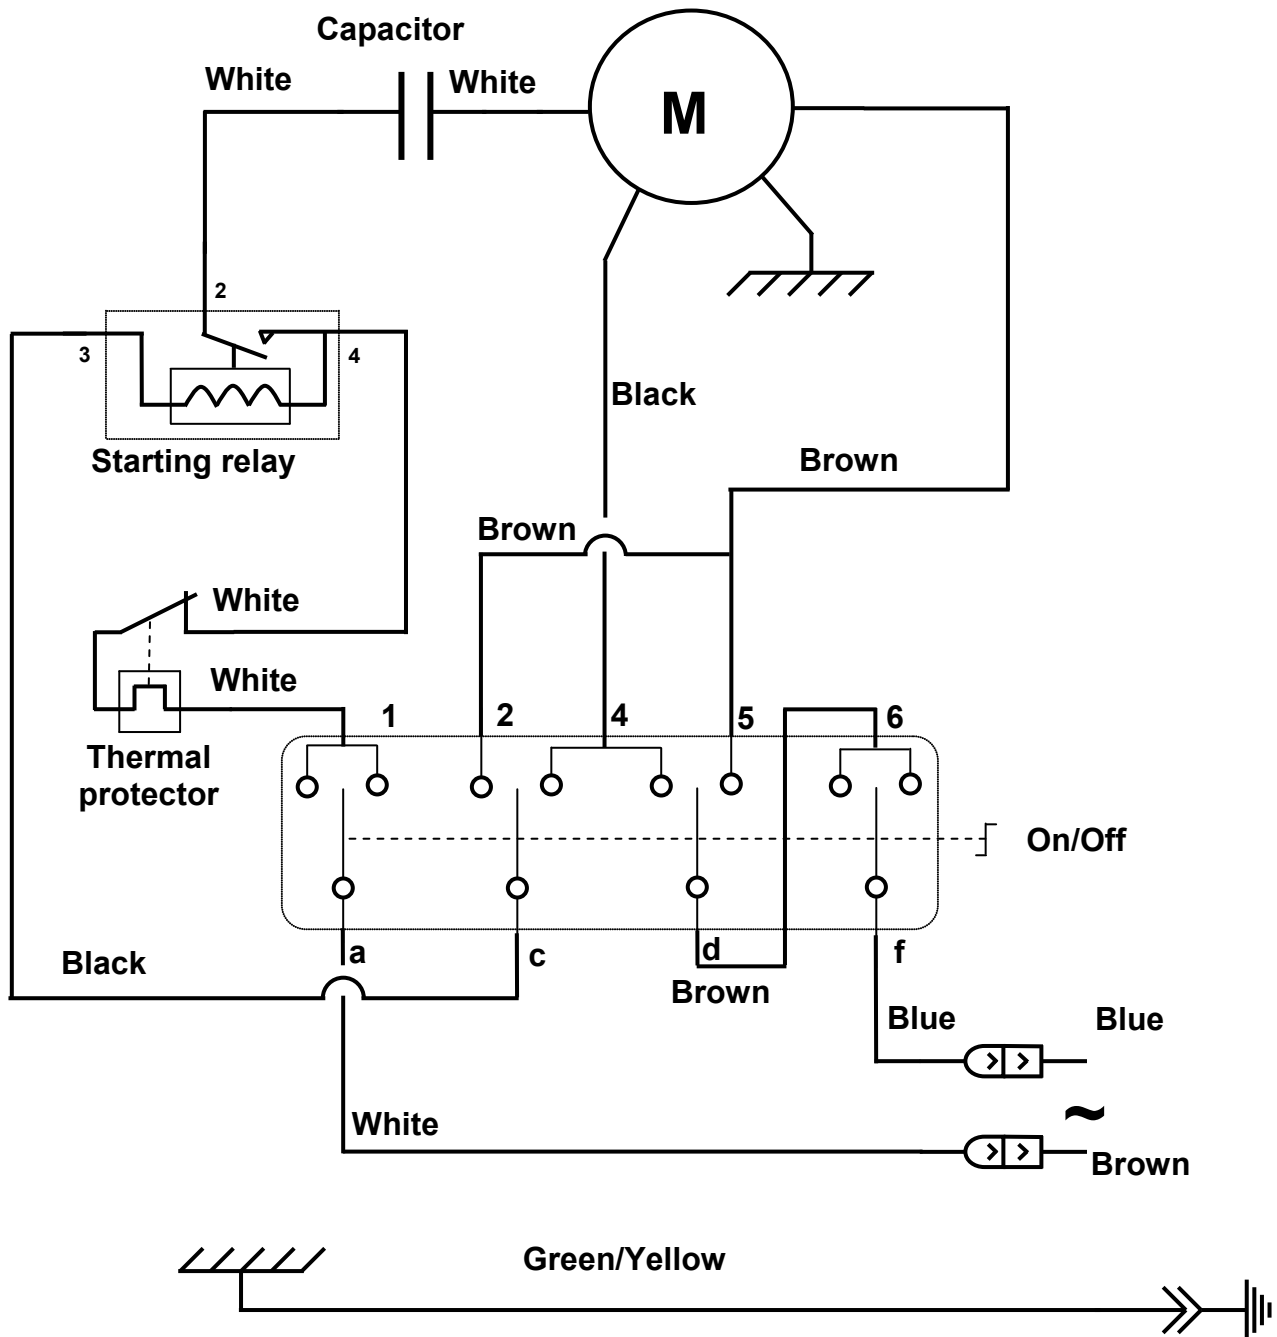 Capacitor
White
White
M
2
3
4
Black
Starting relay
Brown
Brown
White
White
1
2
4
5
6
Thermal
protector
On/Off
a
c
d
f
Black
Brown
Blue
Blue
~
White
Brown
Green/Yellow